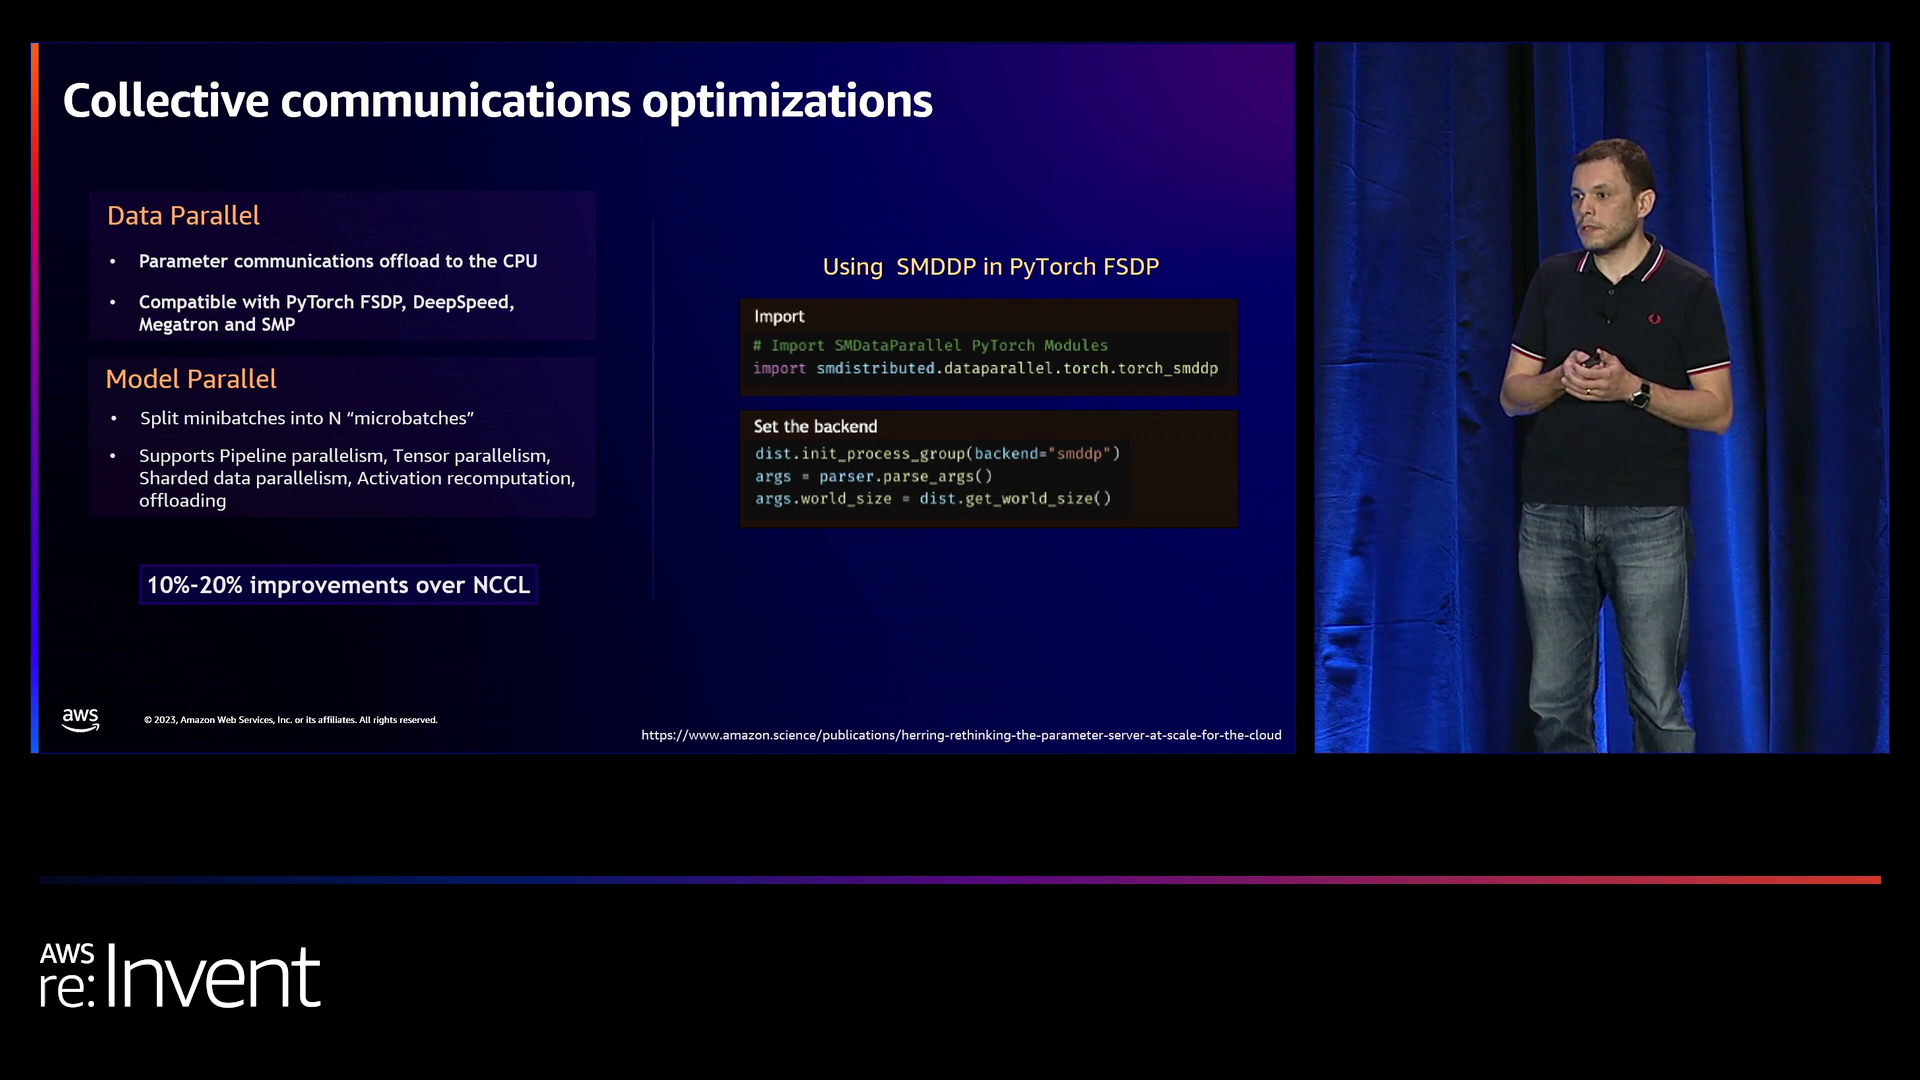 Collective communications optimizations
Data Parallel
• Parameter communications offload to the CPU
• Compatible with PyTorch FSDP, DeepSpeed,
Megatron and SMP
Model Parallel
• Split minibatches into N “microbatches”
• Supports Pipeline parallelism, Tensor parallelism,
Sharded data parallelism, Activation recomputation,
offloading
10%-20% improvements over NCCL
Using SMDDP in PyTorch FSDP
Import
# Import SMDataParallel PyTorch Modules
import smdistributed.dataparallel.torch.torch_smddp
Set the backend
dist.init_process_group(backend="smddp")
args = parser.parse_args()
args.world_size = dist.get_world_size()
aws
© 2023, Amazon Web Services, Inc. or its affiliates. All rights reserved.
https://www.amazon.science/publications/herring-rethinking-the-parameter-server-at-scale-for-the-cloud
AWS
re:Invent